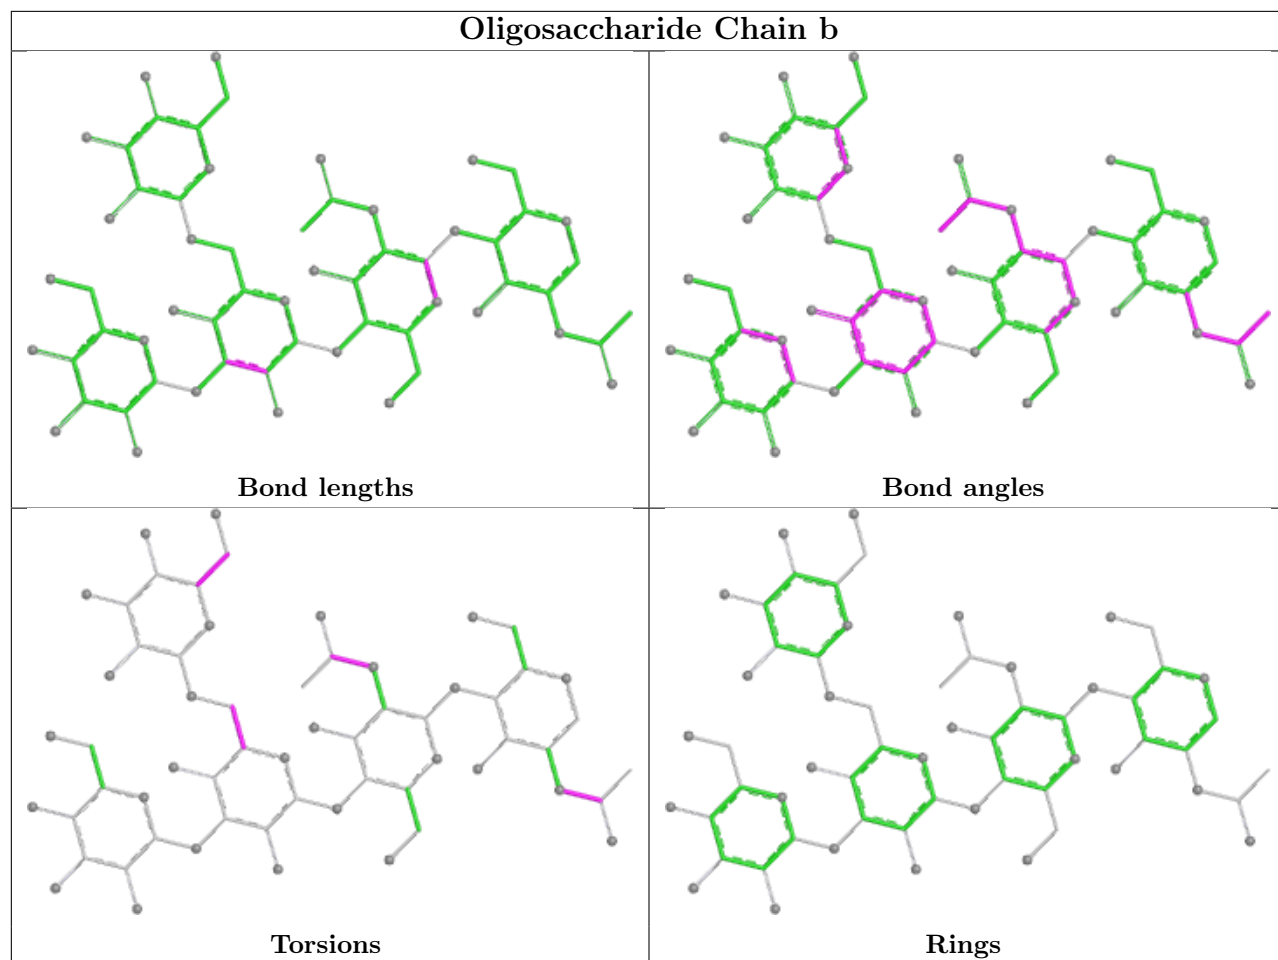 Oligosaccharide Chain b
Bond lengths
Bond angles
Torsions
Rings